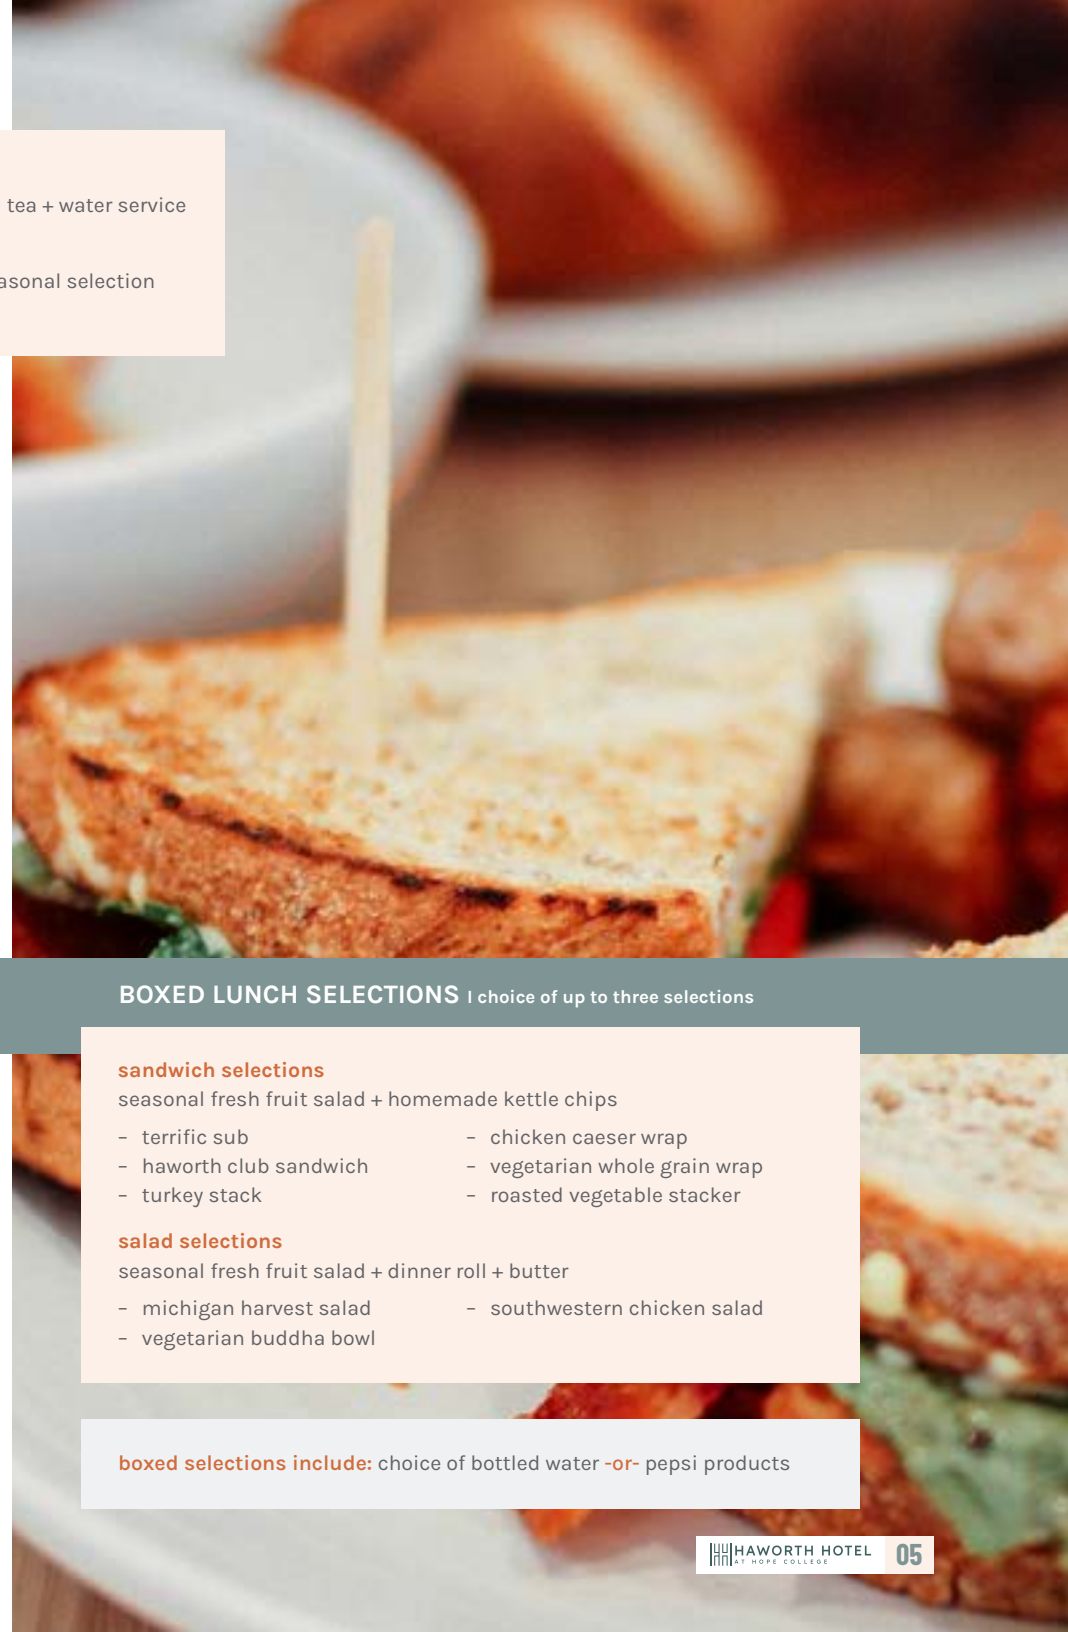 tea + water service
asonal selection
BOXED LUNCH SELECTIONS I choice of up to three selections
sandwich selections
seasonal fresh fruit salad + homemade kettle chips
– terrific sub
– haworth club sandwich
– turkey stack
– chicken caeser wrap
– vegetarian whole grain wrap
– roasted vegetable stacker
salad selections
seasonal fresh fruit salad + dinner roll + butter
– michigan harvest salad
– vegetarian buddha bowl
– southwestern chicken salad
boxed selections include: choice of bottled water -or- pepsi products
HAWORTH HOTEL
AT HOPE COLLEGE
05